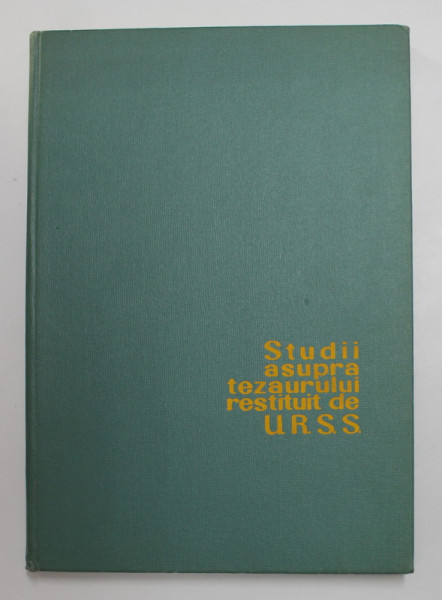 Studii
asupra
tezaurului
restituit de
U.R.S.S.